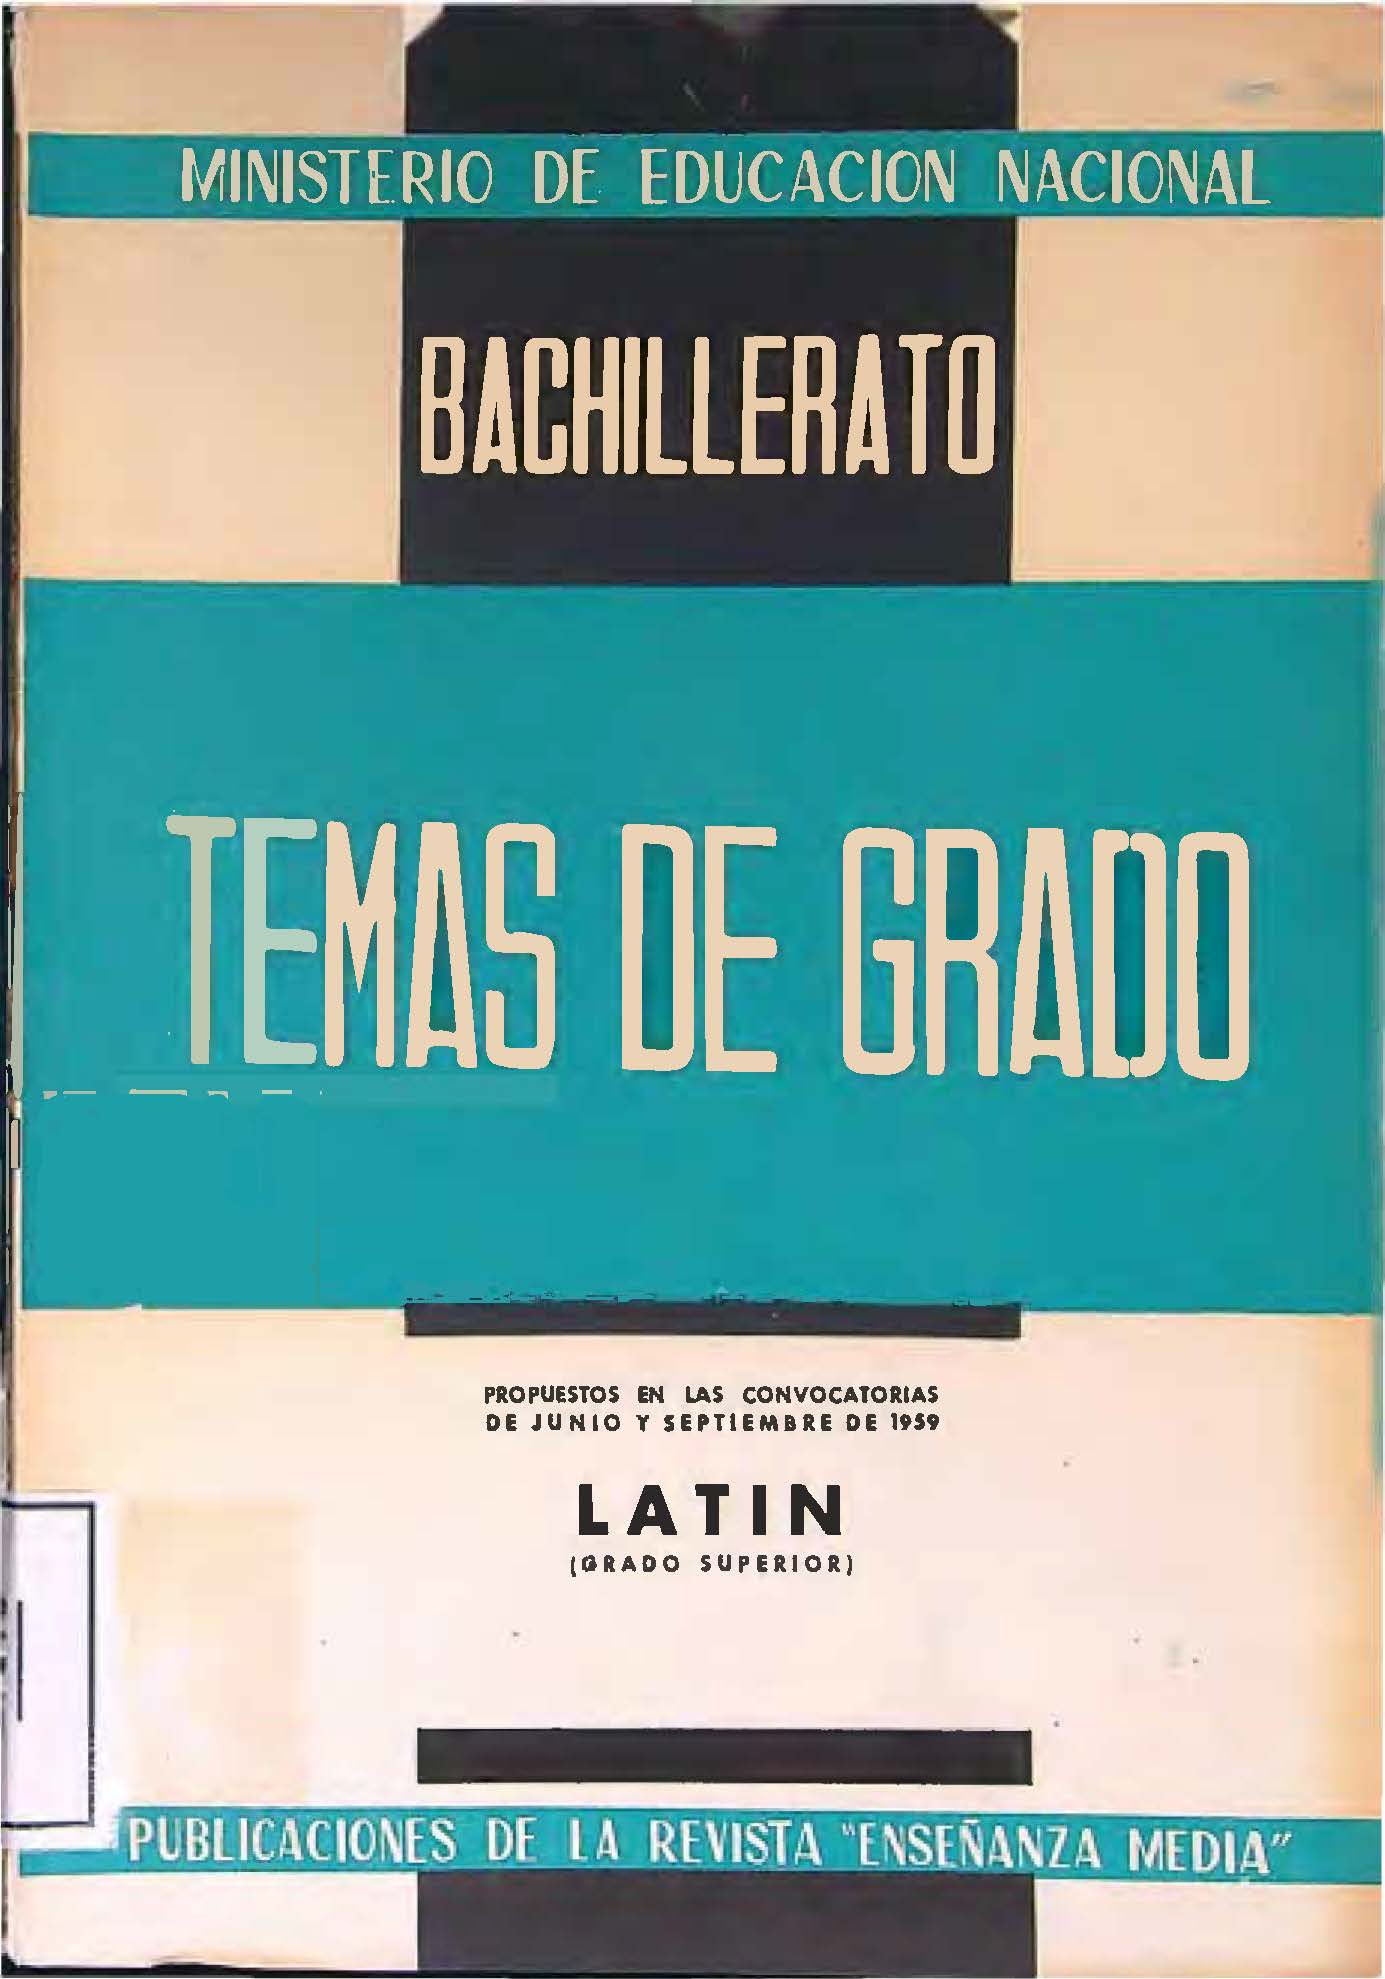 MINISTERIO DE EDUCACION NACIONAL
BACHILLERATO
TEMAS DE GRADO
PROPUESTOS EN LAS CONVOCATORIAS
DE JUNIO Y SEPTIEMBRE DE 1959
LATIN
(GRADO SUPERIOR)
PUBLICACIONES DE LA REVISTA "ENSEÑANZA MEDIA"